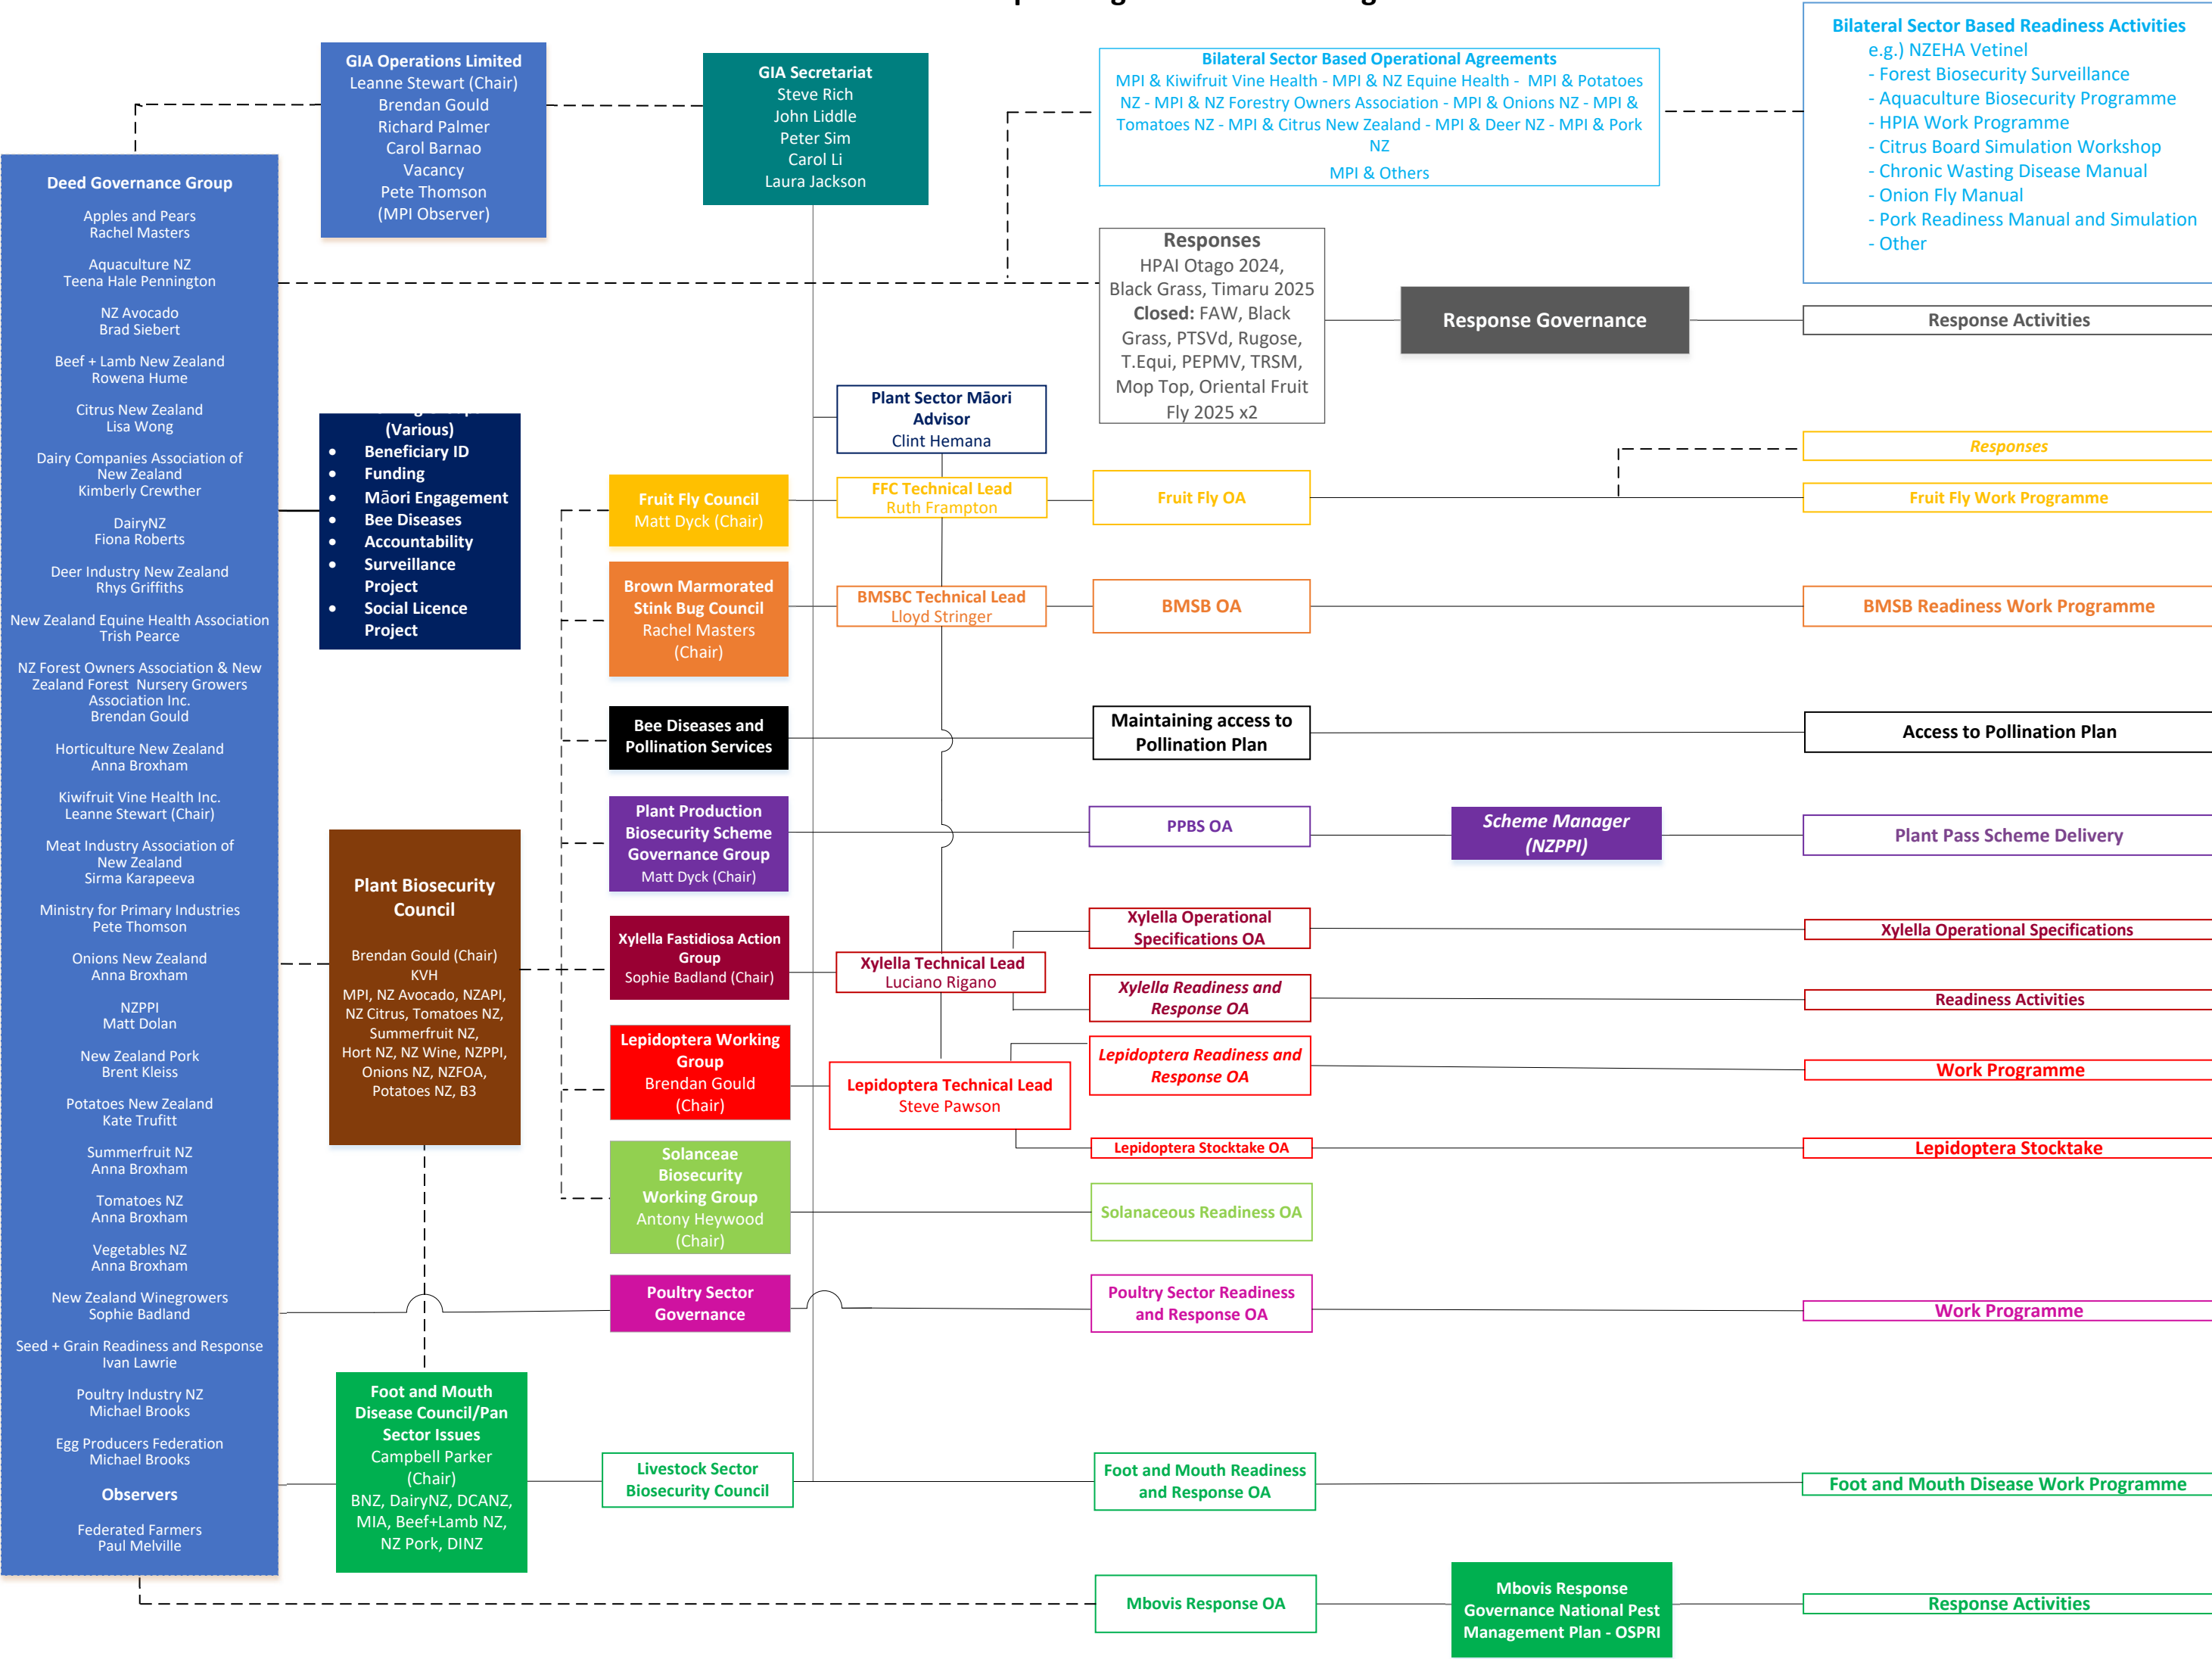 GIA Operations Limited
Leanne Stewart (Chair)
Brendan Gould
Richard Palmer
Carol Barnao
Vacancy
Pete Thomson
(MPI Observer)
GIA Secretariat
Steve Rich
John Liddle
Peter Sim
Carol Li
Laura Jackson
Bilateral Sector Based Operational Agreements
MPI & Kiwifruit Vine Health - MPI & NZ Equine Health - MPI & Potatoes
NZ - MPI & NZ Forestry Owners Association - MPI & Onions NZ - MPI &
Tomatoes NZ - MPI & Citrus New Zealand - MPI & Deer NZ - MPI & Pork
NZ
MPI & Others
Bilateral Sector Based Readiness Activities
e.g.) NZEHA Vetinel
- Forest Biosecurity Surveillance
- Aquaculture Biosecurity Programme
- HPIA Work Programme
- Citrus Board Simulation Workshop
- Chronic Wasting Disease Manual
- Onion Fly Manual
- Pork Readiness Manual and Simulation
- Other
Deed Governance Group
Apples and Pears
Rachel Masters
Aquaculture NZ
Teena Hale Pennington
NZ Avocado
Brad Siebert
Beef + Lamb New Zealand
Rowena Hume
Citrus New Zealand
Lisa Wong
Dairy Companies Association of
New Zealand
Kimberly Crewther
DairyNZ
Fiona Roberts
Deer Industry New Zealand
Rhys Griffiths
New Zealand Equine Health Association
Trish Pearce
NZ Forest Owners Association & New
Zealand Forest Nursery Growers
Association Inc.
Brendan Gould
Horticulture New Zealand
Anna Broxham
Kiwifruit Vine Health Inc.
Leanne Stewart (Chair)
Meat Industry Association of
New Zealand
Sirma Karapeeva
Ministry for Primary Industries
Pete Thomson
Onions New Zealand
Anna Broxham
NZPPI
Matt Dolan
New Zealand Pork
Brent Kleiss
Potatoes New Zealand
Kate Trufitt
Summerfruit NZ
Anna Broxham
Tomatoes NZ
Anna Broxham
Vegetables NZ
Anna Broxham
New Zealand Winegrowers
Sophie Badland
Seed + Grain Readiness and Response
Ivan Lawrie
Poultry Industry NZ
Michael Brooks
Egg Producers Federation
Michael Brooks
Observers
Federated Farmers
Paul Melville
Responses
HPAI Otago 2024,
Black Grass, Timaru 2025
Closed: FAW, Black
Grass, PTSVd, Rugose,
T.Equi, PEPMV, TRSM,
Mop Top, Oriental Fruit
Fly 2025 x2
Response Governance
Response Activities
(Various)
• Beneficiary ID
• Funding
• Māori Engagement
• Bee Diseases
• Accountability
• Surveillance
Project
• Social Licence
Project
Plant Sector Māori
Advisor
Clint Hemana
Fruit Fly Council
Matt Dyck (Chair)
FFC Technical Lead
Ruth Frampton
Fruit Fly OA
Responses
Fruit Fly Work Programme
Brown Marmorated
Stink Bug Council
Rachel Masters
(Chair)
BMSBC Technical Lead
Lloyd Stringer
BMSB OA
BMSB Readiness Work Programme
Bee Diseases and
Pollination Services
Maintaining access to
Pollination Plan
Access to Pollination Plan
Plant Production
Biosecurity Scheme
Governance Group
Matt Dyck (Chair)
PPBS OA
Scheme Manager
(NZPPI)
Plant Pass Scheme Delivery
Plant Biosecurity
Council
Brendan Gould (Chair)
KVH
MPI, NZ Avocado, NZAPI,
NZ Citrus, Tomatoes NZ,
Summerfruit NZ,
Hort NZ, NZ Wine, NZPPI,
Onions NZ, NZFOA,
Potatoes NZ, B3
Xylella Fastidiosa Action
Group
Sophie Badland (Chair)
Xylella Technical Lead
Luciano Rigano
Xylella Operational
Specifications OA
Xylella Operational Specifications
Xylella Readiness and
Response OA
Readiness Activities
Lepidoptera Working
Group
Brendan Gould
(Chair)
Lepidoptera Technical Lead
Steve Pawson
Lepidoptera Readiness and
Response OA
Work Programme
Lepidoptera Stocktake OA
Lepidoptera Stocktake
Solanceae
Biosecurity
Working Group
Antony Heywood
(Chair)
Solanaceous Readiness OA
Poultry Sector
Governance
Poultry Sector Readiness
and Response OA
Work Programme
Foot and Mouth
Disease Council/Pan
Sector Issues
Campbell Parker
(Chair)
BNZ, DairyNZ, DCANZ,
MIA, Beef+Lamb NZ,
NZ Pork, DINZ
Livestock Sector
Biosecurity Council
Foot and Mouth Readiness
and Response OA
Foot and Mouth Disease Work Programme
Mbovis Response OA
Mbovis Response
Governance National Pest
Management Plan - OSPRI
Response Activities